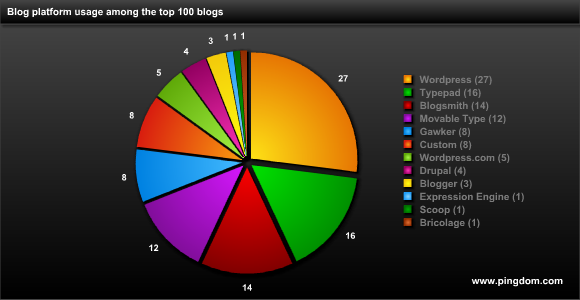 Blog platform usage among the top 100 blogs
1
1
1
3
4
5
8
8
12
14
16
27
Wordpress (27)
Typepad (16)
Blogsmith (14)
Movable Type (12)
Gawker (8)
Custom (8)
Wordpress.com (5)
Drupal (4)
Blogger (3)
Expression Engine (1)
Scoop (1)
Bricolage (1)
www.pingdom.com